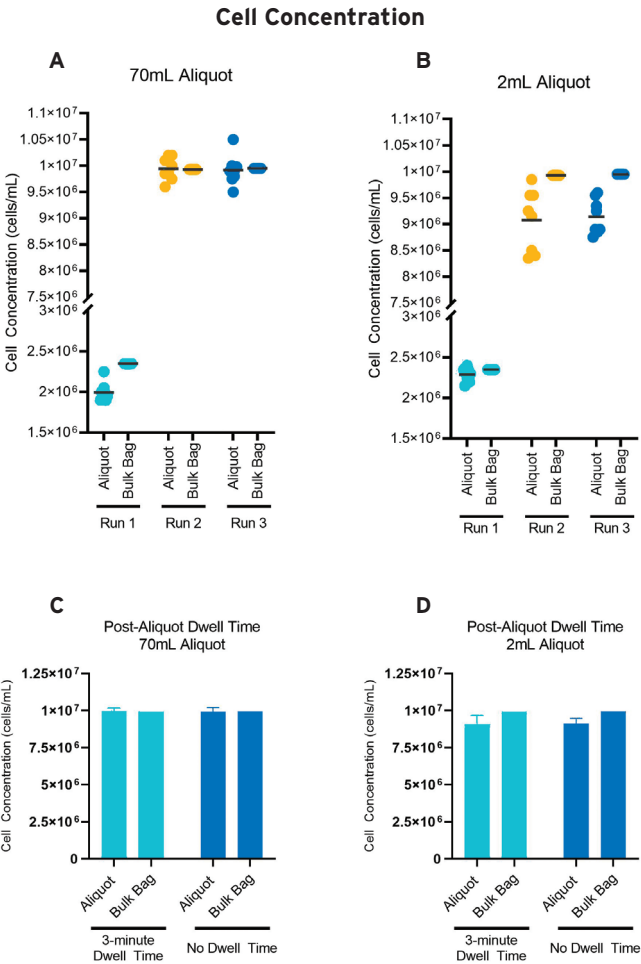 Cell Concentration
A
70mL Aliquot
Cell Concentration (cells/mL)
1.1×10⁷
1.05×10⁷
1×10⁷
9.5×10⁶
9×10⁶
8.5×10⁶
8×10⁶
7.5×10⁶
3×10⁶
2.5×10⁶
2×10⁶
1.5×10⁶
Aliquot
Bulk Bag
Aliquot
Bulk Bag
Aliquot
Bulk Bag
Run 1
Run 2
Run 3
B
2mL Aliquot
Cell Concentration (cells/mL)
1.1×10⁷
1.05×10⁷
1×10⁷
9.5×10⁶
9×10⁶
8.5×10⁶
8×10⁶
7.5×10⁶
3×10⁶
2.5×10⁶
2×10⁶
1.5×10⁶
Aliquot
Bulk Bag
Aliquot
Bulk Bag
Aliquot
Bulk Bag
Run 1
Run 2
Run 3
C
Post-Aliquot Dwell Time
70mL Aliquot
Cell Concentration (cells/mL)
1.25×10⁷
1×10⁷
7.5×10⁶
5×10⁶
2.5×10⁶
0
Aliquot
Bulk Bag
Aliquot
Bulk Bag
3-minute
Dwell Time
No Dwell Time
D
Post-Aliquot Dwell Time
2mL Aliquot
Cell Concentration (cells/mL)
1.25×10⁷
1×10⁷
7.5×10⁶
5×10⁶
2.5×10⁶
0
Aliquot
Bulk Bag
Aliquot
Bulk Bag
3-minute
Dwell Time
No Dwell Time